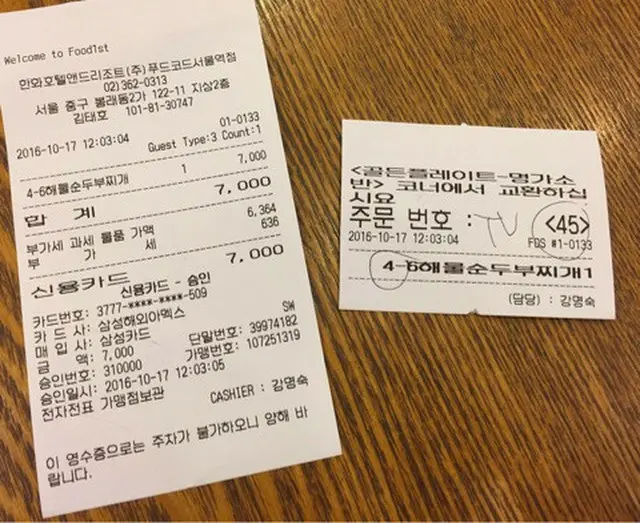 Welcome to Food1st
한화호텔앤드리조트(주)푸드코드서울역점
02)362-0313
서울 중구 봉래동2가 122-11 지상2층
김태호 101-81-30747
01-0133
2016-10-17 12:03:04
Guest Type:3 Count:1
4-6해물순두부찌개 1 7,000
합 계 7,000
부가세 과세 물품 가액 6,364
부 가 세 636
신용카드 7,000
신용카드 - 승인
카드번호: 3777-****-****-509
카 드 사: 삼성해외아멕스 SW
매 입 사: 삼성카드 단말번호: 39974182
금 액: 7,000 가맹번호: 107251319
승인번호: 310000
승인일시: 2016-10-17 12:03:05
전자전표 가맹점보관 CASHIER : 강명숙
이 영수증으로는 주차가 불가하오니 양해 바
랍니다.
<골든플레이트-명가소
반> 코너에서 교환하십
시요
주문 번호 : TV <45>
2016-10-17 12:03:04 FDS #1-0133
4-6해물순두부찌개1
(담당) : 강명숙